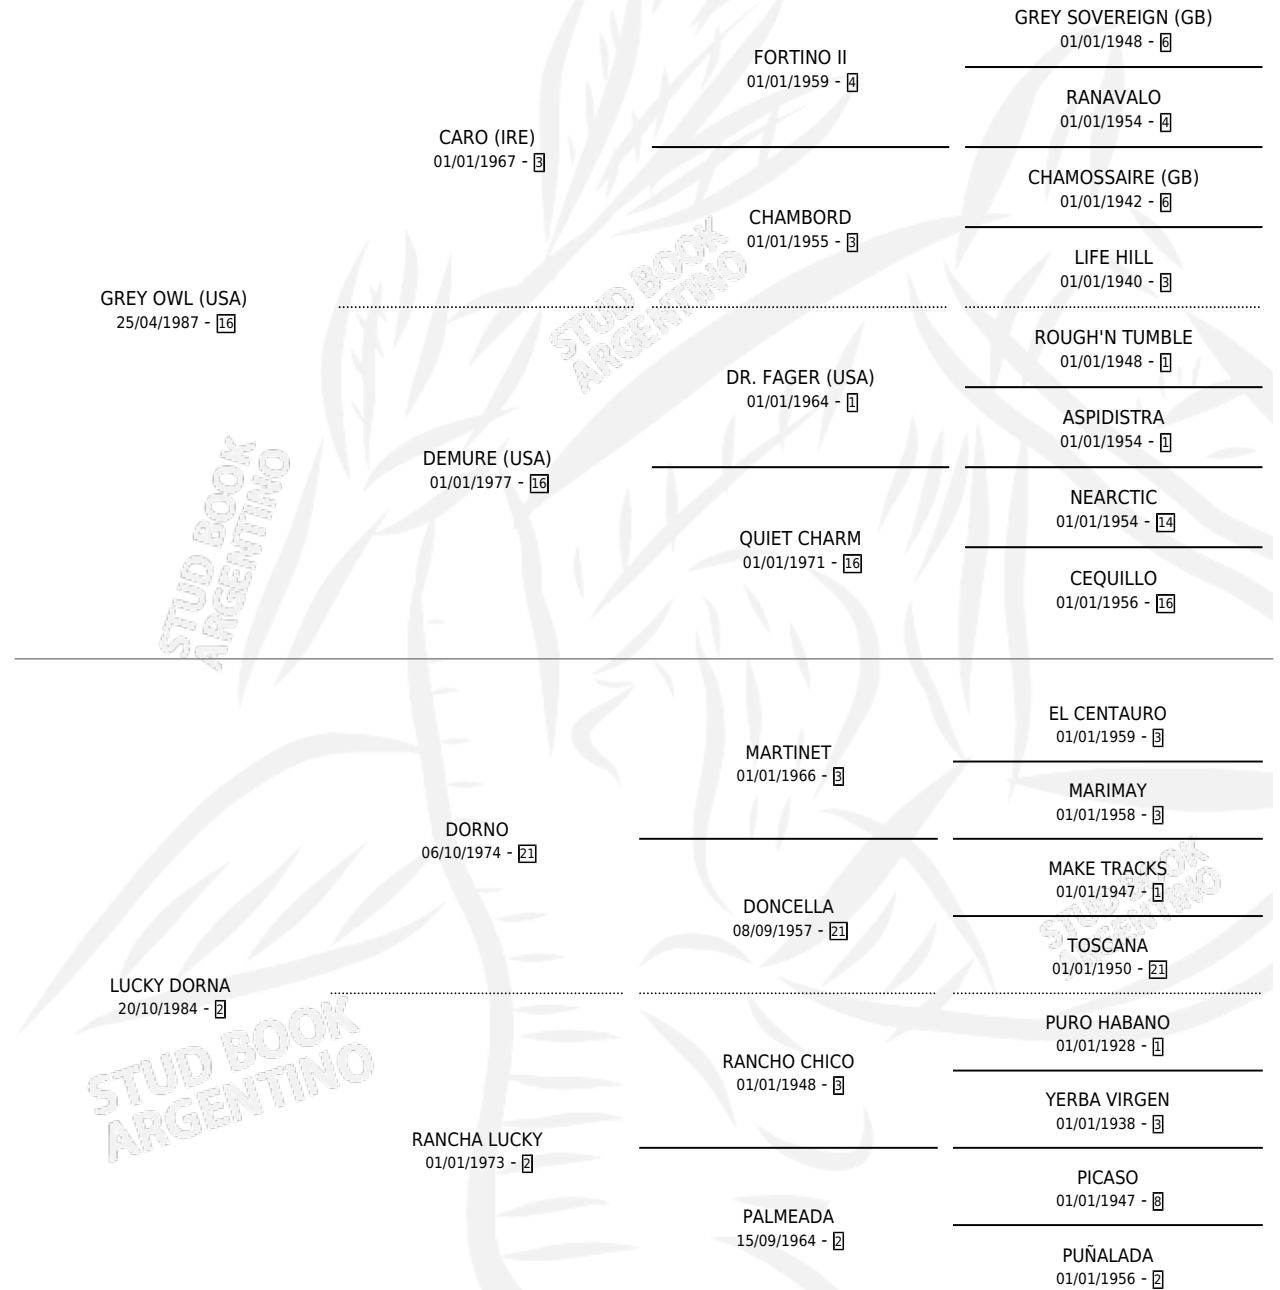 GREY SOVEREIGN (GB)
01/01/1948 - 6
FORTINO II
01/01/1959 - 4
RANAVALO
01/01/1954 - 4
CARO (IRE)
01/01/1967 - 3
CHAMOSSAIRE (GB)
01/01/1942 - 6
CHAMBORD
01/01/1955 - 3
LIFE HILL
01/01/1940 - 3
GREY OWL (USA)
25/04/1987 - 16
ROUGH'N TUMBLE
01/01/1948 - 1
DR. FAGER (USA)
01/01/1964 - 1
ASPIDISTRA
01/01/1954 - 1
DEMURE (USA)
01/01/1977 - 16
NEARCTIC
01/01/1954 - 14
QUIET CHARM
01/01/1971 - 16
CEQUILLO
01/01/1956 - 16
EL CENTAURO
01/01/1959 - 3
MARTINET
01/01/1966 - 3
MARIMAY
01/01/1958 - 3
DORNO
06/10/1974 - 21
MAKE TRACKS
01/01/1947 - 1
DONCELLA
08/09/1957 - 21
TOSCANA
01/01/1950 - 21
LUCKY DORNA
20/10/1984 - 2
PURO HABANO
01/01/1928 - 1
RANCHO CHICO
01/01/1948 - 3
YERBA VIRGEN
01/01/1938 - 3
RANCHA LUCKY
01/01/1973 - 2
PICASO
01/01/1947 - 8
PALMEADA
15/09/1964 - 2
PUÑALADA
01/01/1956 - 2
STUD BOOK
ARGENTINO
STUD BOOK
ARGENTINO
STUD BOOK
ARGENTINO
STUD BOOK
ARGENTINO